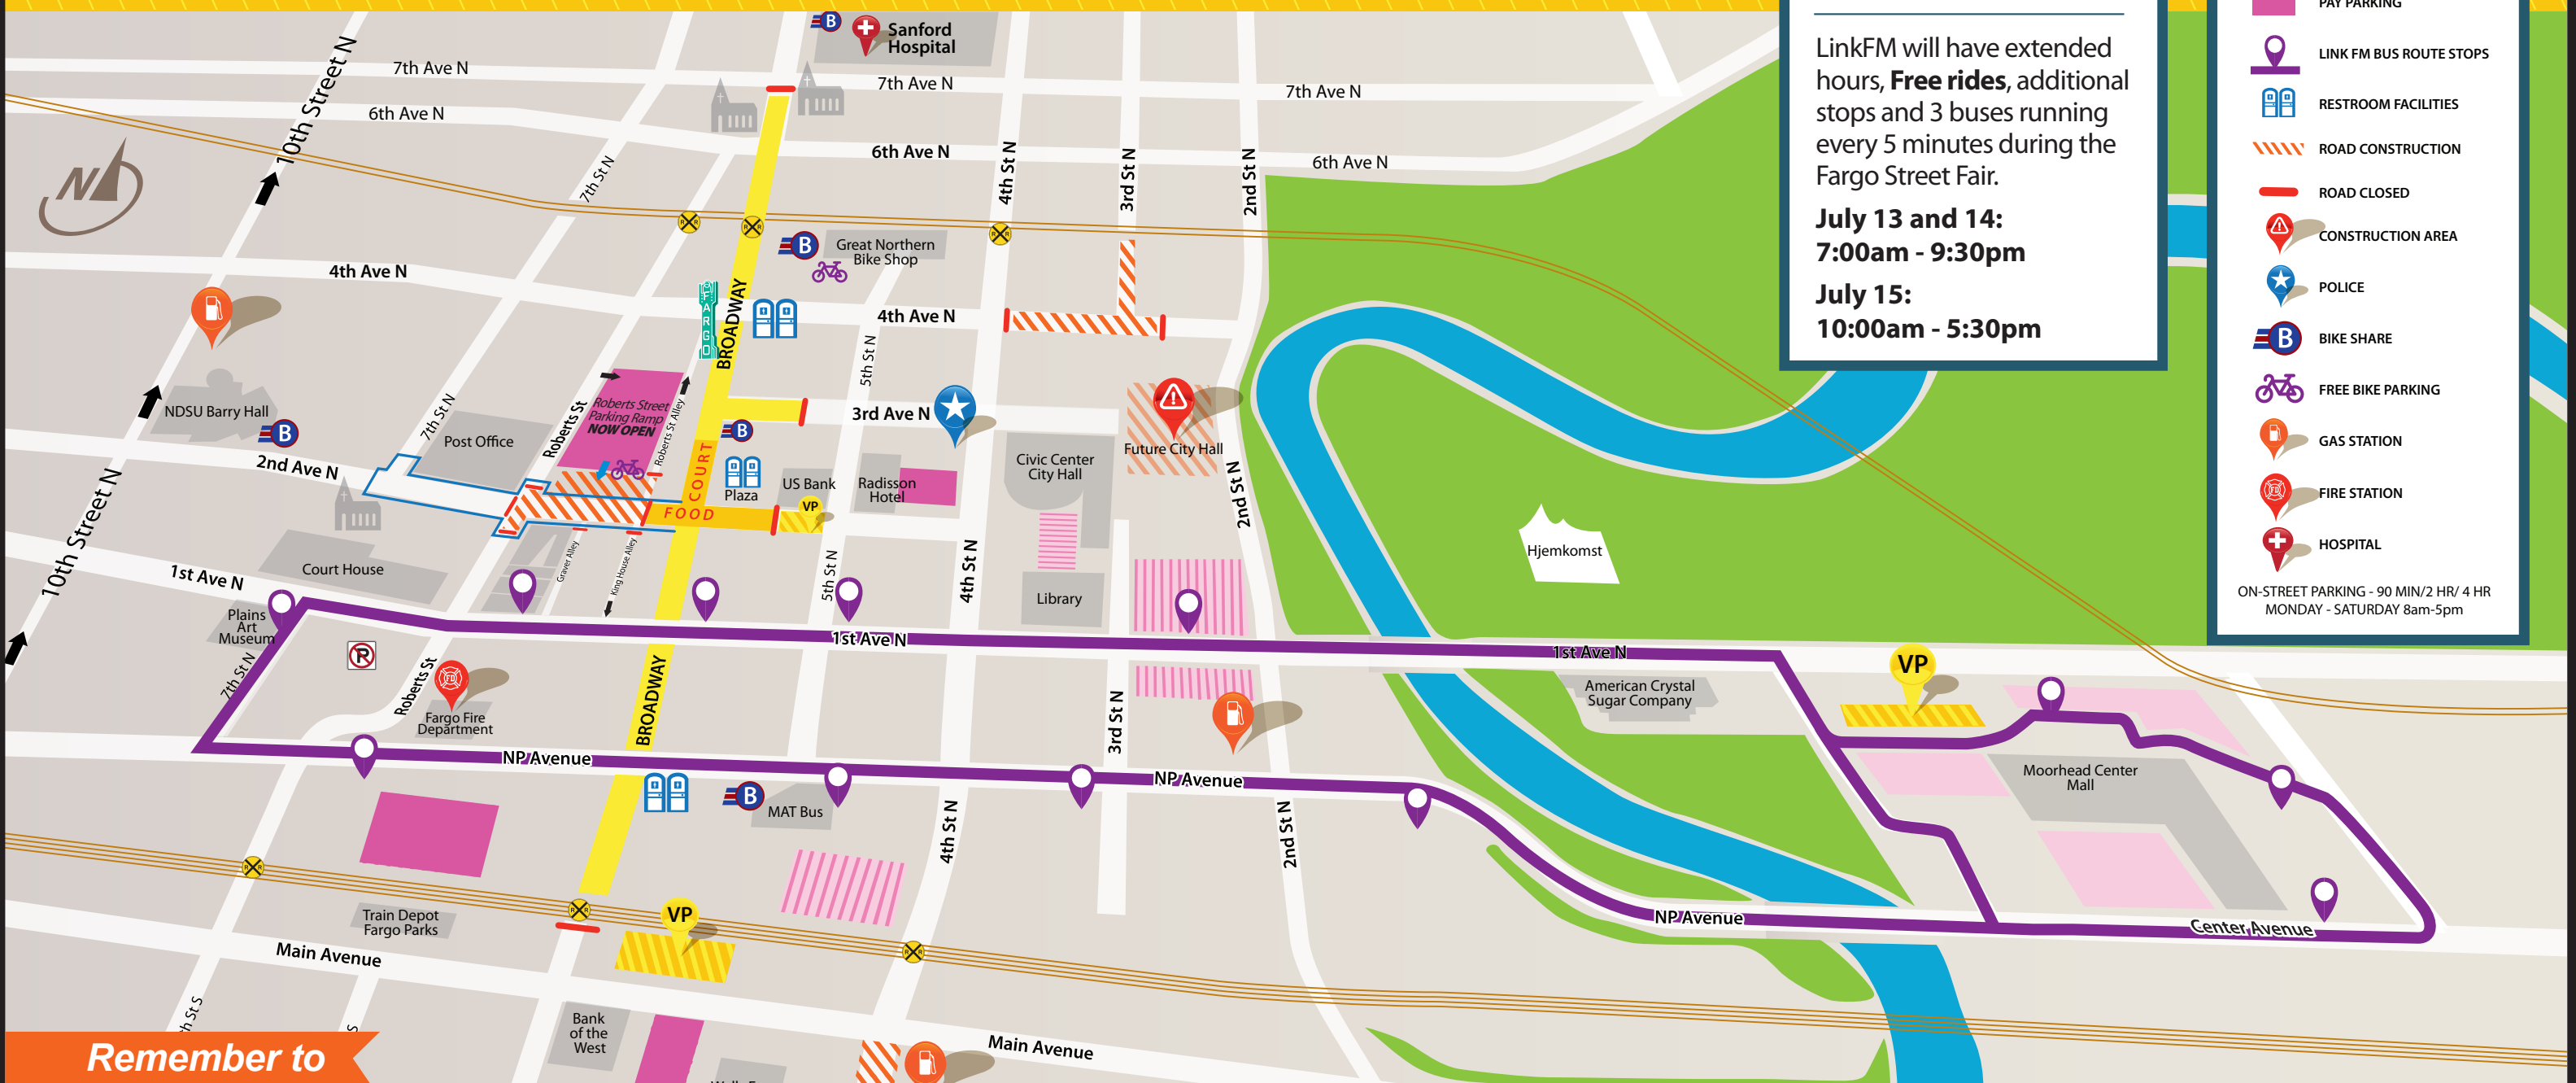 LinkFM will have extended
hours, Free rides, additional
stops and 3 buses running
every 5 minutes during the
Fargo Street Fair.
July 13 and 14:
7:00am - 9:30pm
July 15:
10:00am - 5:30pm
PAY PARKING
LINK FM BUS ROUTE STOPS
RESTROOM FACILITIES
ROAD CONSTRUCTION
ROAD CLOSED
CONSTRUCTION AREA
POLICE
B
BIKE SHARE
FREE BIKE PARKING
GAS STATION
FD
FIRE STATION
HOSPITAL
ON-STREET PARKING - 90 MIN/2 HR/ 4 HR
MONDAY - SATURDAY 8am-5pm
B
Sanford
Hospital
7th Ave N
7th Ave N
7th Ave N
6th Ave N
6th Ave N
6th Ave N
10th Street N
N
7th St N
4th St N
3rd St N
2nd St N
R R
R R
R R
B
Great Northern
Bike Shop
4th Ave N
4th Ave N
FARGO
BROADWAY
5th St N
NDSU Barry Hall
B
7th St N
Post Office
Roberts St
Roberts Street
Parking Ramp
NOW OPEN
Roberts St Alley
3rd Ave N
B
COURT
FOOD
Plaza
US Bank
VP
Radisson
Hotel
Civic Center
City Hall
Future City Hall
2nd St N
2nd Ave N
10th Street N
Court House
Graver Alley
King House Alley
5th St N
4th St N
Library
Hjemkomst
1st Ave N
Plains
Art
Museum
7th St N
P
Roberts St
FD
Fargo Fire
Department
1st Ave N
1st Ave N
BROADWAY
3rd St N
American Crystal
Sugar Company
VP
Moorhead Center
Mall
NP Avenue
NP Avenue
B
MAT Bus
4th St N
2nd St N
NP Avenue
Center Avenue
R R
Train Depot
Fargo Parks
R R
VP
R R
Main Avenue
Main Avenue
h St S
S
Bank
of the
West
Remember to